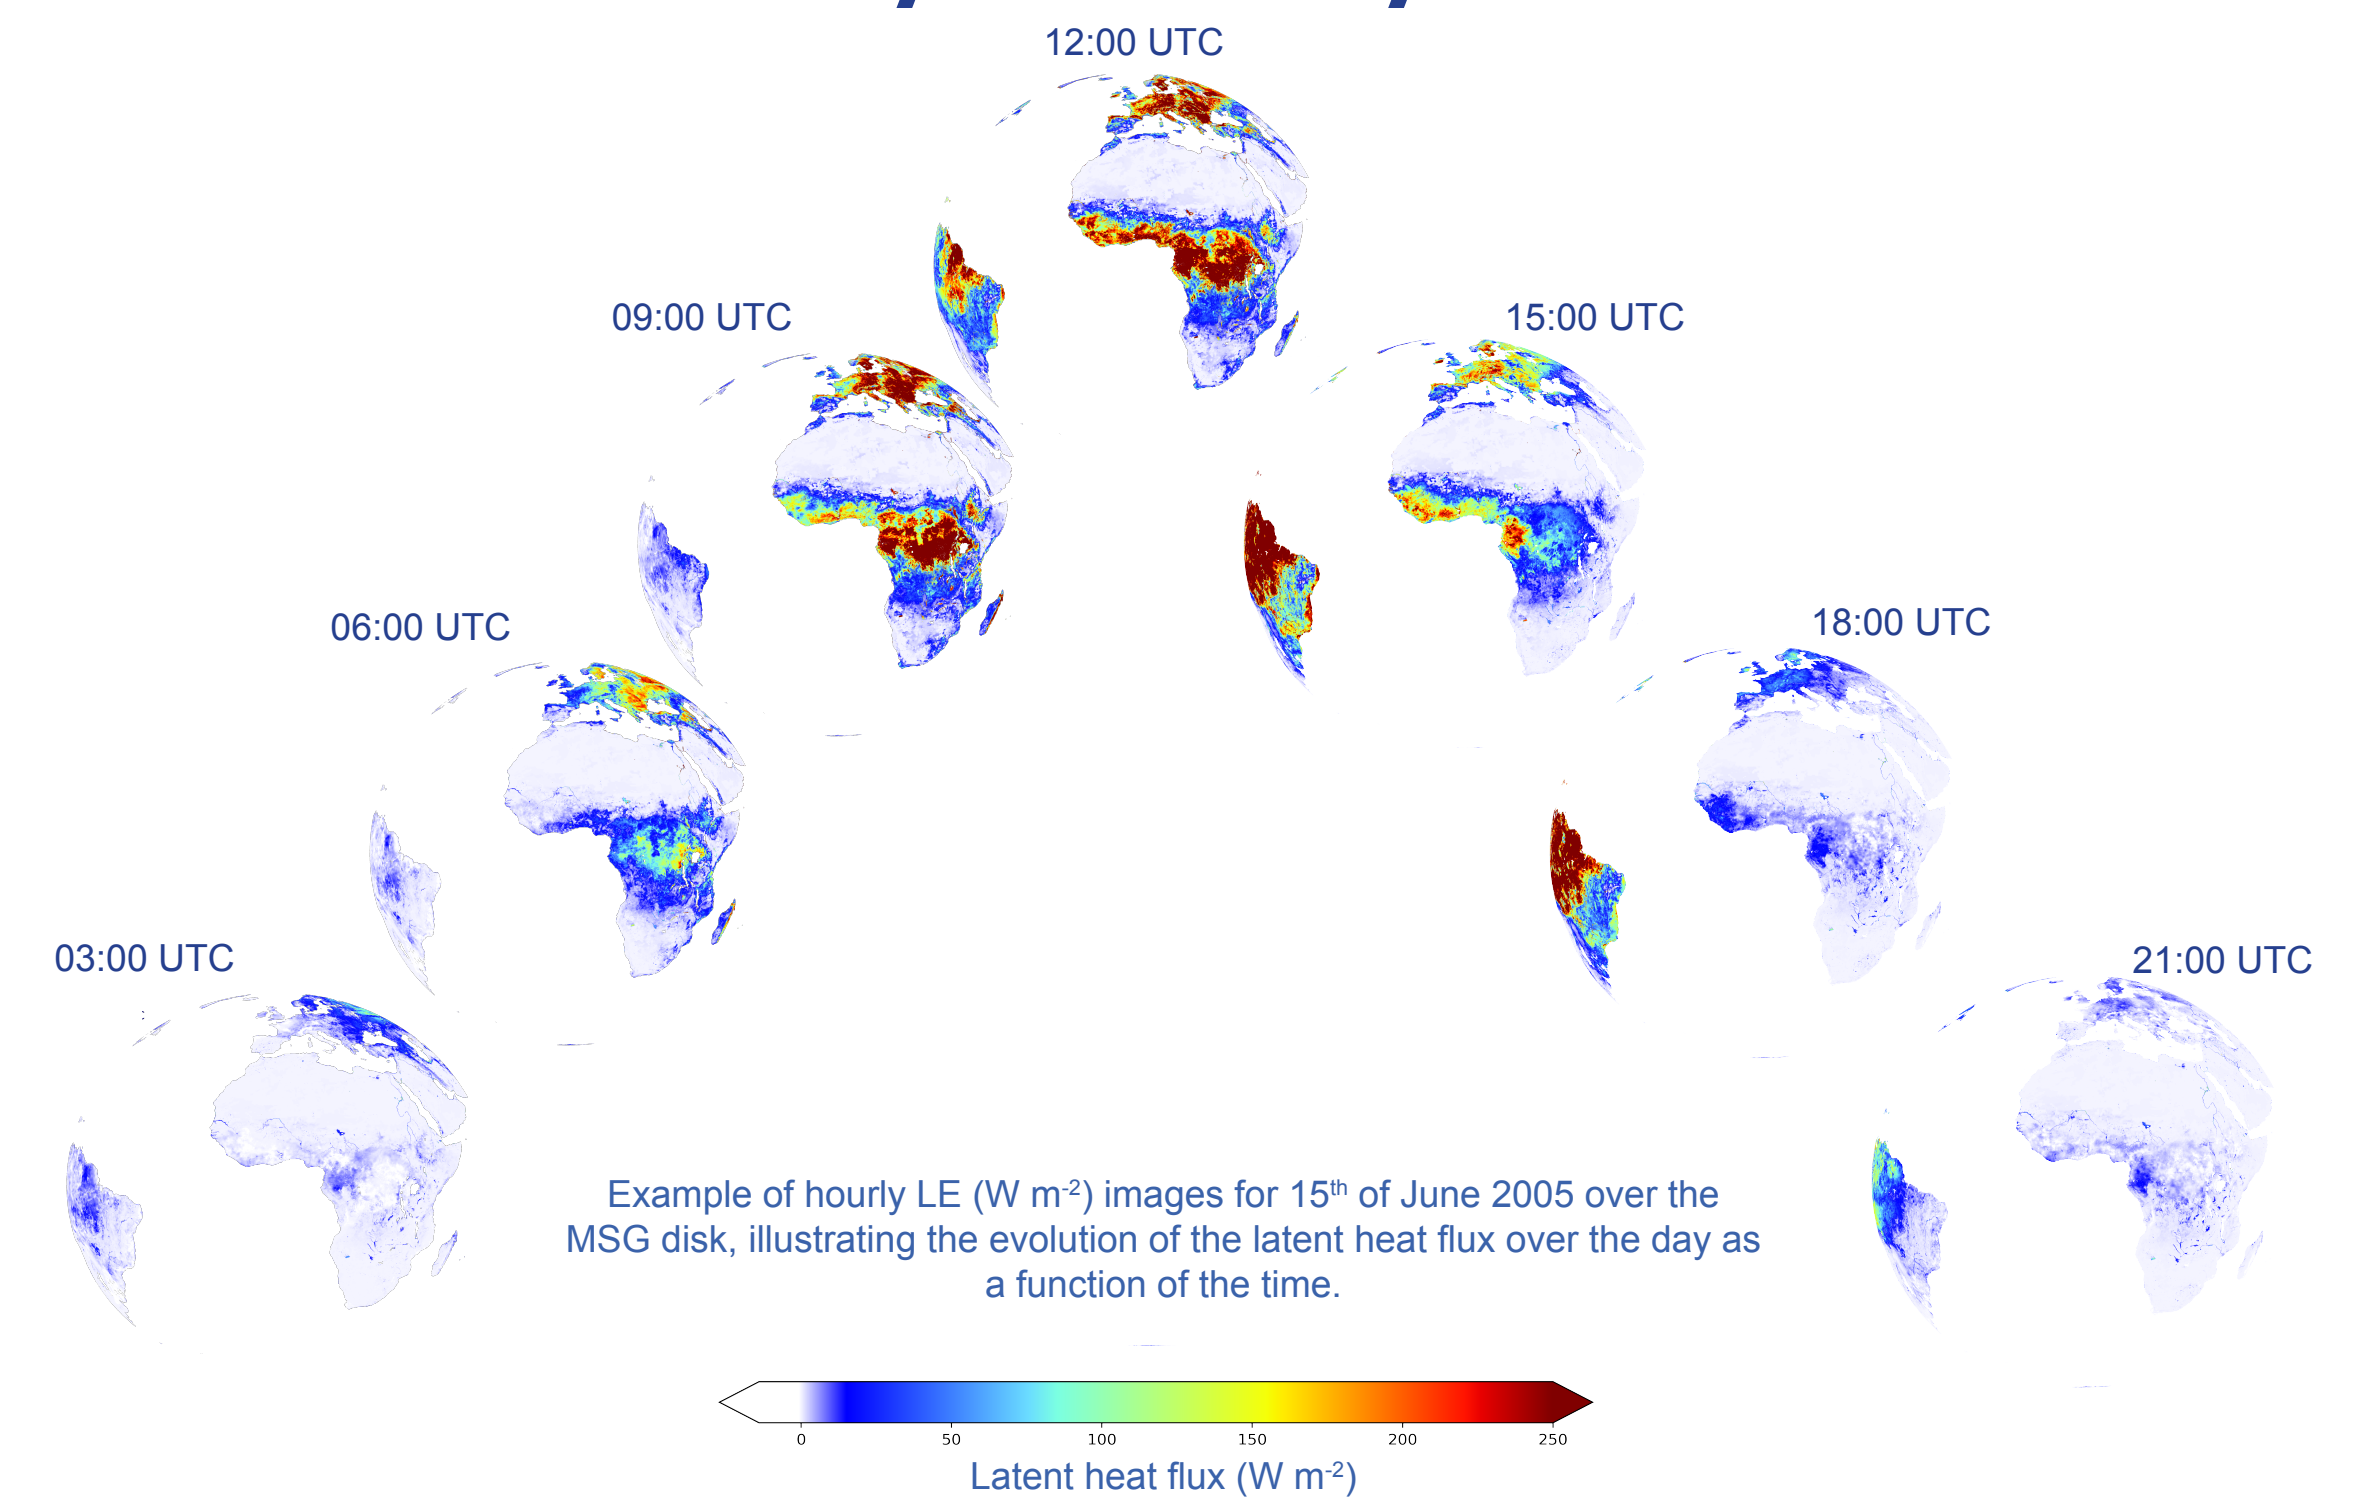 12:00 UTC
09:00 UTC
15:00 UTC
06:00 UTC
18:00 UTC
03:00 UTC
21:00 UTC
Example of hourly LE (W m-2) images for 15th of June 2005 over the
MSG disk, illustrating the evolution of the latent heat flux over the day as
a function of the time.
0 50 100 150 200 250
Latent heat flux (W m-2)